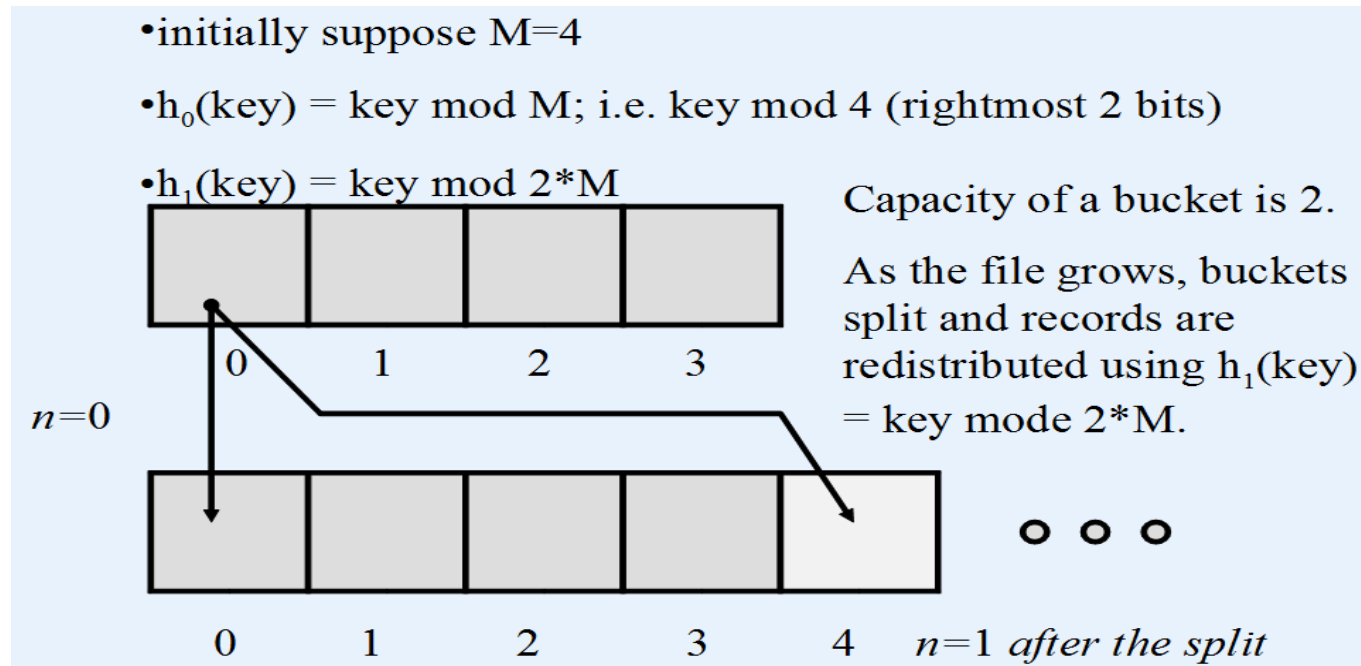 •initially suppose M=4
•h₀(key) = key mod M; i.e. key mod 4 (rightmost 2 bits)
•h₁(key) = key mod 2*M
Capacity of a bucket is 2.
As the file grows, buckets
split and records are
redistributed using h₁(key)
= key mode 2*M.
0 1 2 3
n=0
0 1 2 3 4 n=1 after the split